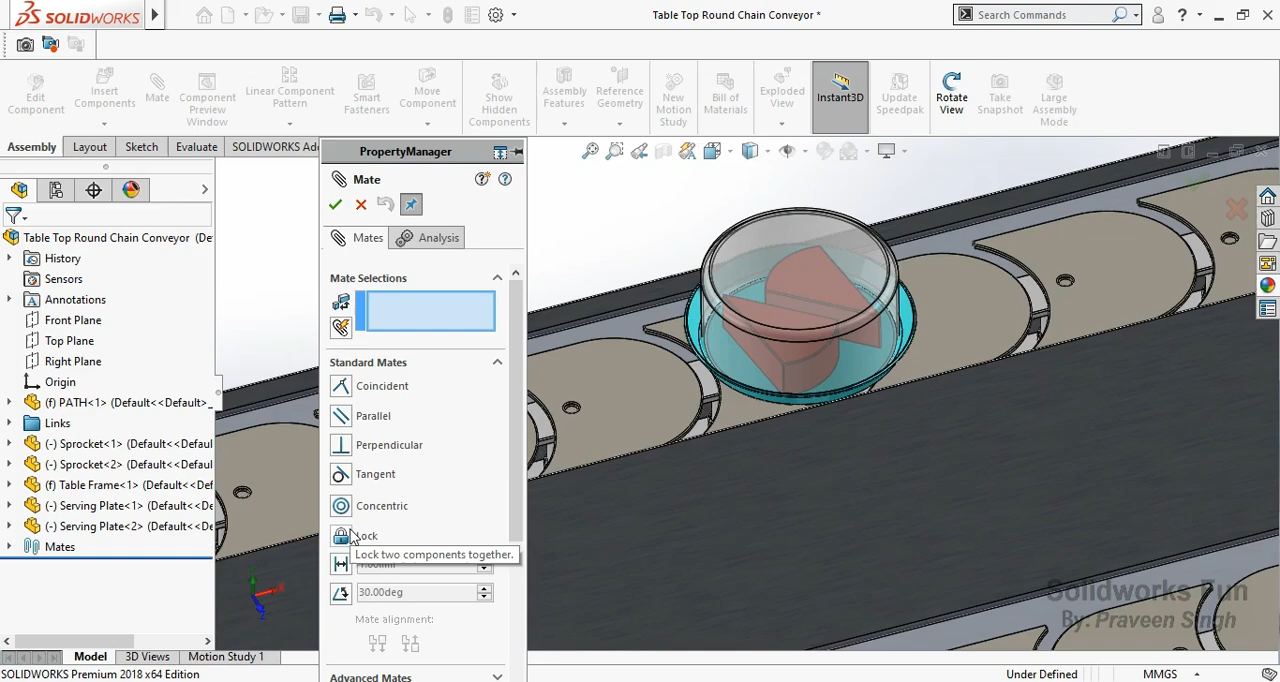 SOLIDWORKS
Table Top Round Chain Conveyor *
Search Commands
Edit Component
Insert Components
Mate
Component Preview Window
Linear Component Pattern
Smart Fasteners
Move Component
Show Hidden Components
Assembly Features
Reference Geometry
New Motion Study
Bill of Materials
Exploded View
Instant3D
Update Speedpak
Rotate View
Take Snapshot
Large Assembly Mode
Assembly
Layout
Sketch
Evaluate
SOLIDWORKS Ad
PropertyManager
Mate
Mates
Analysis
Mate Selections
Standard Mates
Coincident
Parallel
Perpendicular
Tangent
Concentric
Lock
Lock two components together.
30.00deg
Mate alignment:
Advanced Mates
Table Top Round Chain Conveyor (De
History
Sensors
Annotations
Front Plane
Top Plane
Right Plane
Origin
(f) PATH<1> (Default<<Default>_
Links
(-) Sprocket<1> (Default<<Default
(-) Sprocket<2> (Default<<Default
(f) Table Frame<1> (Default<<Def
(-) Serving Plate<1> (Default<<De
(-) Serving Plate<2> (Default<<De
Mates
Solidworks Fun
By: Praveen Singh
Model
3D Views
Motion Study 1
SOLIDWORKS Premium 2018 x64 Edition
Under Defined
MMGS